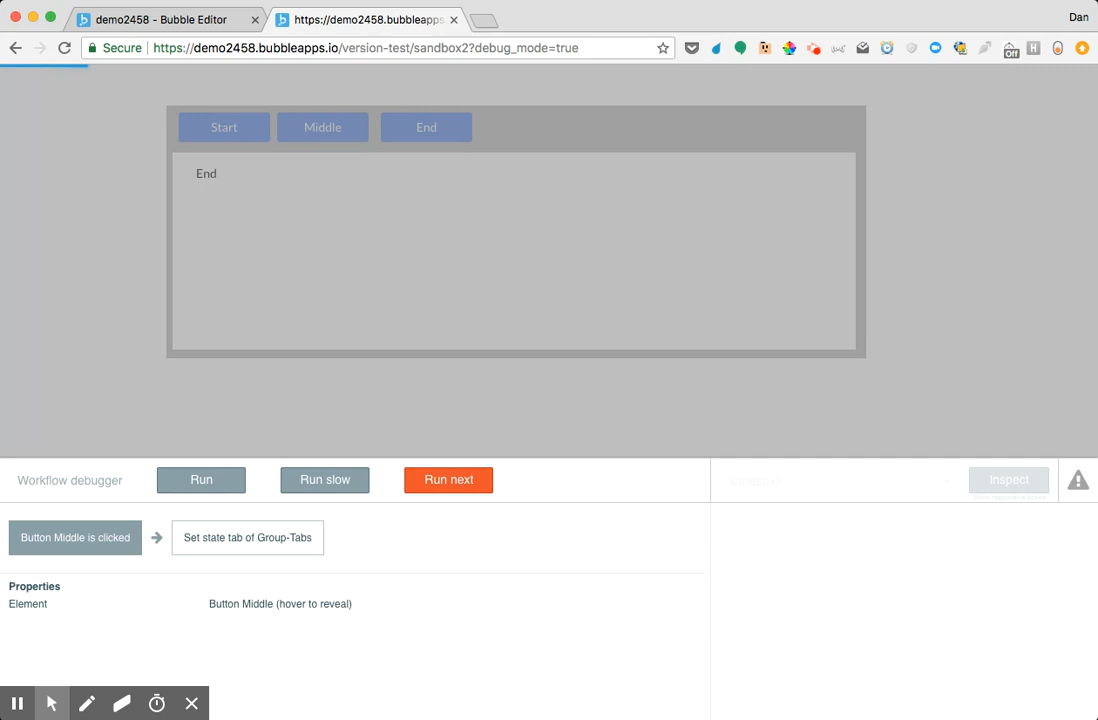 demo2458 - Bubble Editor
https://demo2458.bubbleapps.
Dan
Secure
https://demo2458.bubbleapps.io/version-test/sandbox2?debug_mode=true
Off
H
Start
Middle
End
End
Workflow debugger
Run
Run slow
Run next
sandbox2
Inspect
Button Middle is clicked
Set state tab of Group-Tabs
Properties
Element
Button Middle (hover to reveal)